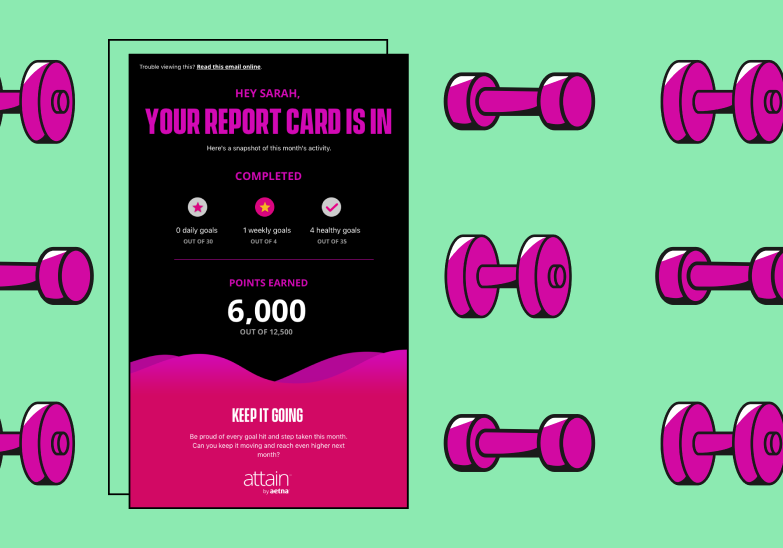 Trouble viewing this? Read this email online.
HEY SARAH,
YOUR REPORT CARD IS IN
Here's a snapshot of this month's activity.
COMPLETED
0 daily goals 1 weekly goals 4 healthy goals
OUT OF 30 OUT OF 4 OUT OF 35
POINTS EARNED
6,000
OUT OF 12,500
KEEP IT GOING
Be proud of every goal hit and step taken this month.
Can you keep it moving and reach even higher next
month?
attain
by aetna